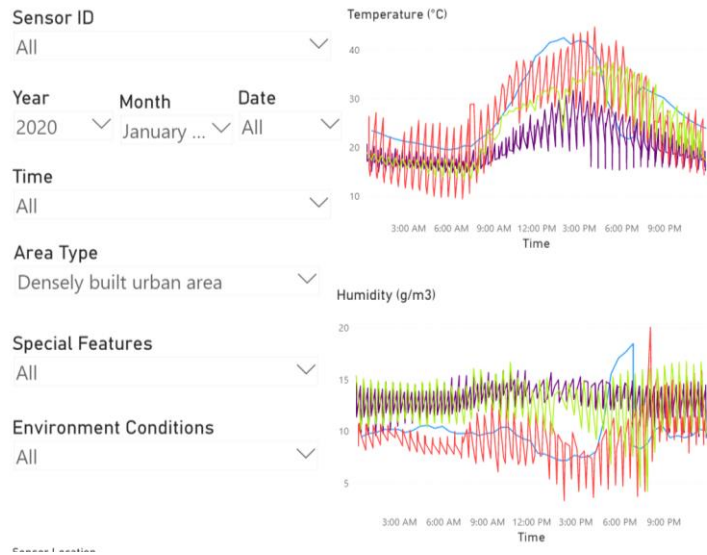 Sensor ID
All
Year Month Date
2020 January ... All
Time
All
Area Type
Densely built urban area
Special Features
All
Environment Conditions
All
Sensor Location
Temperature (°C)
40
30
20
10
3:00 AM 6:00 AM 9:00 AM 12:00 PM 3:00 PM 6:00 PM 9:00 PM
Time
Humidity (g/m3)
20
15
10
5
3:00 AM 6:00 AM 9:00 AM 12:00 PM 3:00 PM 6:00 PM 9:00 PM
Time